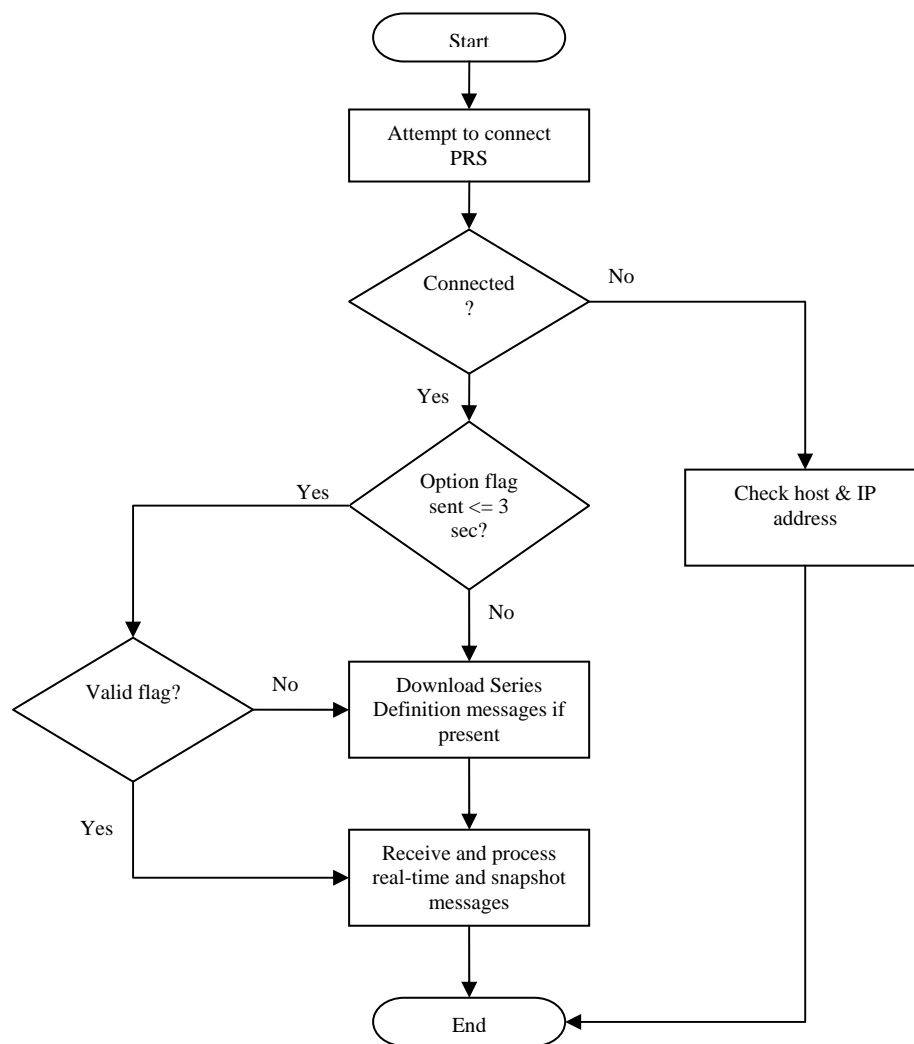 Start
Attempt to connect
PRS
Connected
?
No
Yes
Option flag
sent <= 3
sec?
Yes
No
Check host & IP
address
Valid flag?
No
Yes
Download Series
Definition messages if
present
Receive and process
real-time and snapshot
messages
End